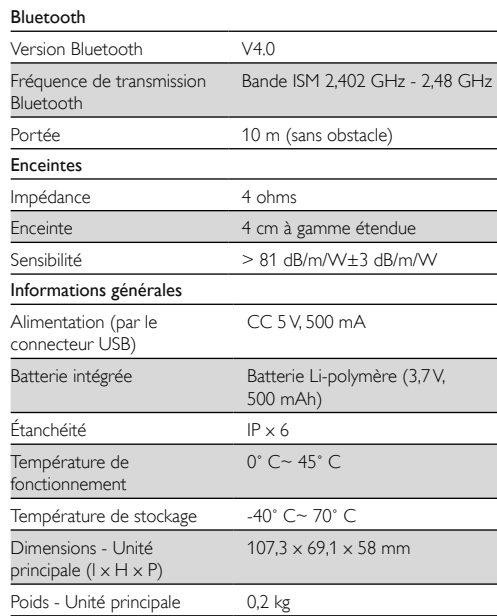 Bluetooth
Version Bluetooth V4.0
Fréquence de transmission Bande ISM 2,402 GHz - 2,48 GHz
Bluetooth
Portée 10 m (sans obstacle)
Enceintes
Impédance 4 ohms
Enceinte 4 cm à gamme étendue
Sensibilité > 81 dB/m/W±3 dB/m/W
Informations générales
Alimentation (par le CC 5 V, 500 mA
connecteur USB)
Batterie intégrée Batterie Li-polymère (3,7 V,
500 mAh)
Étanchéité IP x 6
Température de 0° C~ 45° C
fonctionnement
Température de stockage -40° C~ 70° C
Dimensions - Unité 107,3 x 69,1 x 58 mm
principale (l x H x P)
Poids - Unité principale 0,2 kg